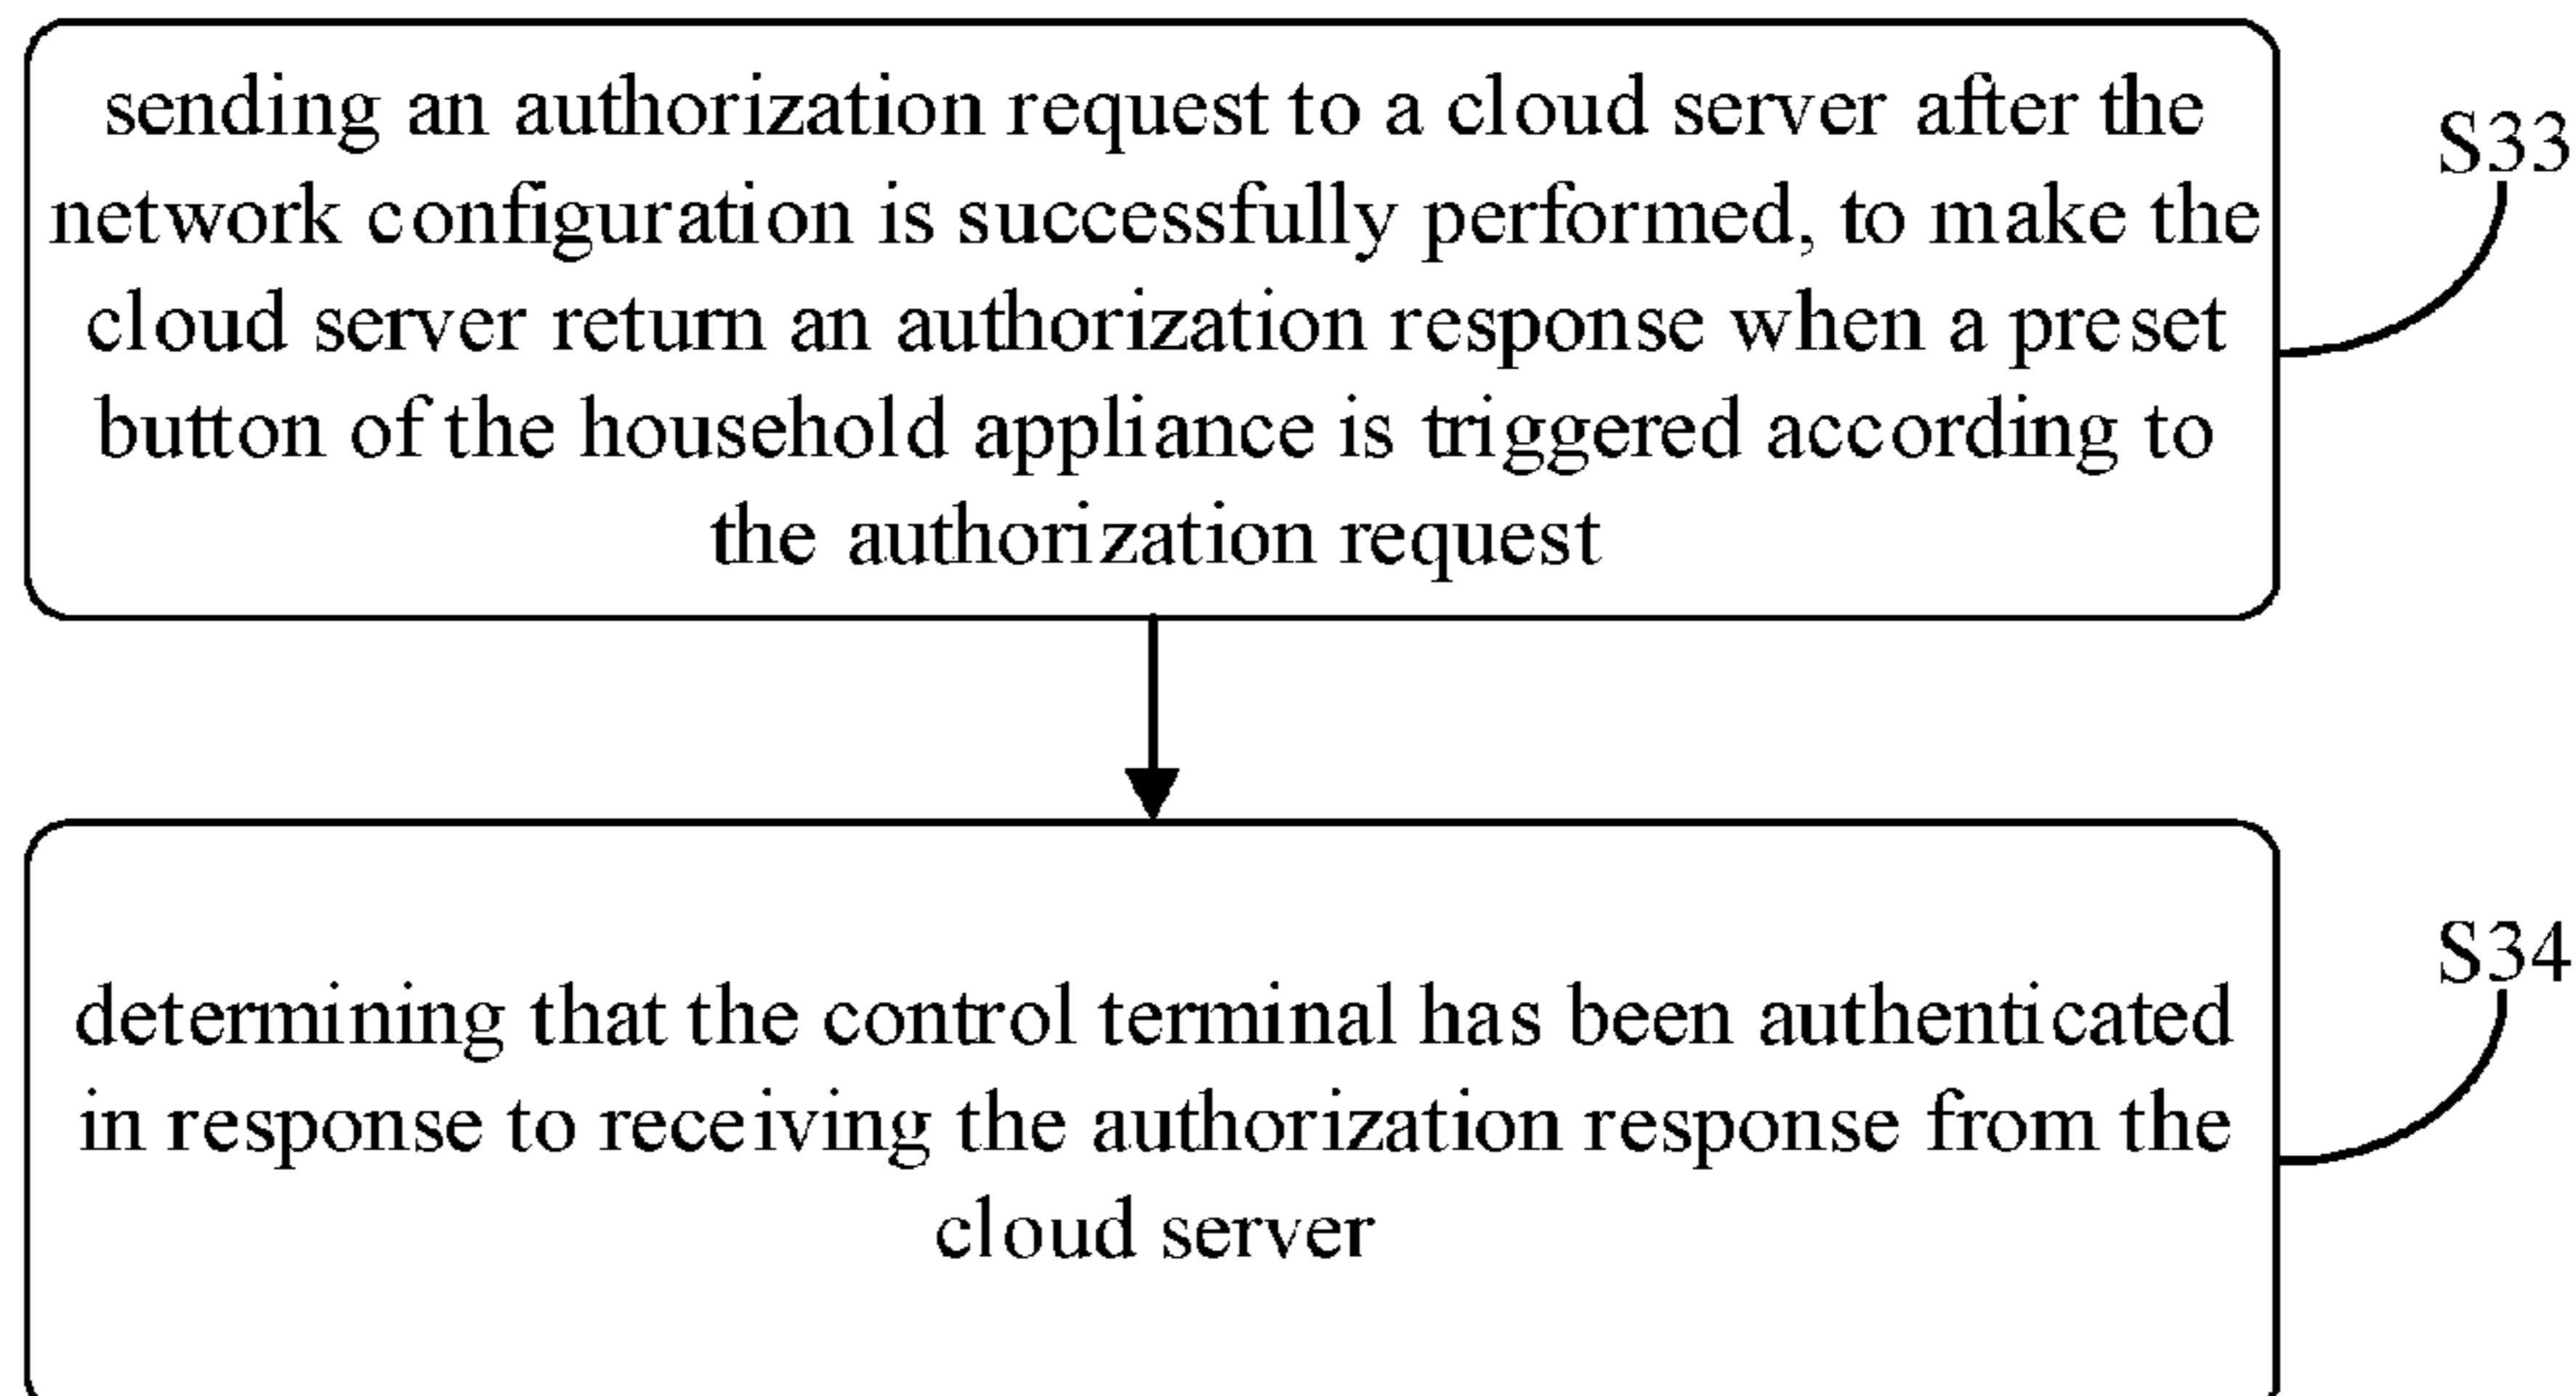 sending an authorization request to a cloud server after the
network configuration is successfully performed, to make the
cloud server return an authorization response when a preset
button of the household appliance is triggered according to
the authorization request
S33
determining that the control terminal has been authenticated
in response to receiving the authorization response from the
cloud server
S34